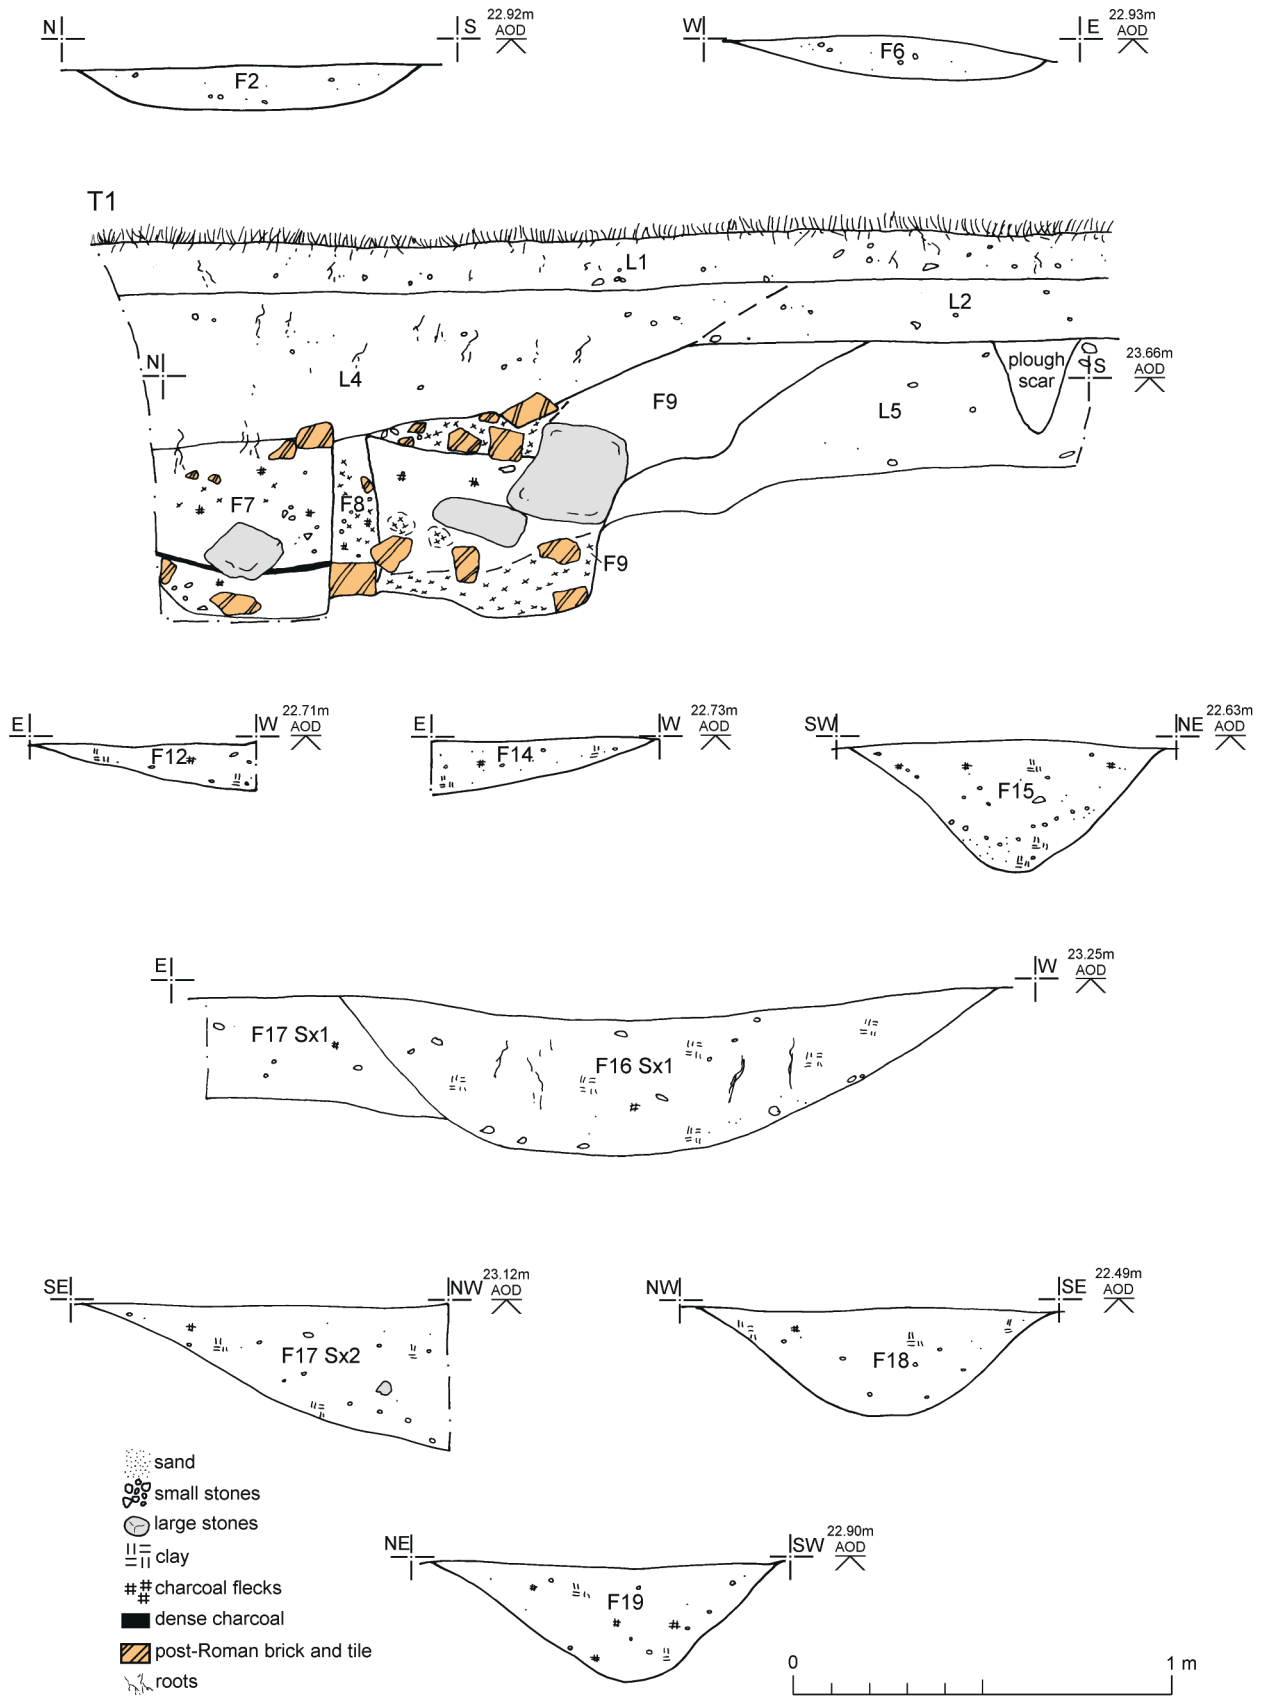 N
S
22.92m
AOD
F2
W
E
22.93m
AOD
F6
T1
L1
L2
N
L4
F9
L5
plough
scar
S
23.66m
AOD
F7
F8
F9
E
W
22.71m
AOD
F12
E
W
22.73m
AOD
F14
SW
NE
22.63m
AOD
F15
E
W
23.25m
AOD
F17 Sx1
F16 Sx1
SE
NW
23.12m
AOD
F17 Sx2
NW
SE
22.49m
AOD
F18
sand
small stones
large stones
clay
charcoal flecks
dense charcoal
post-Roman brick and tile
roots
NE
SW
22.90m
AOD
F19
0
1 m